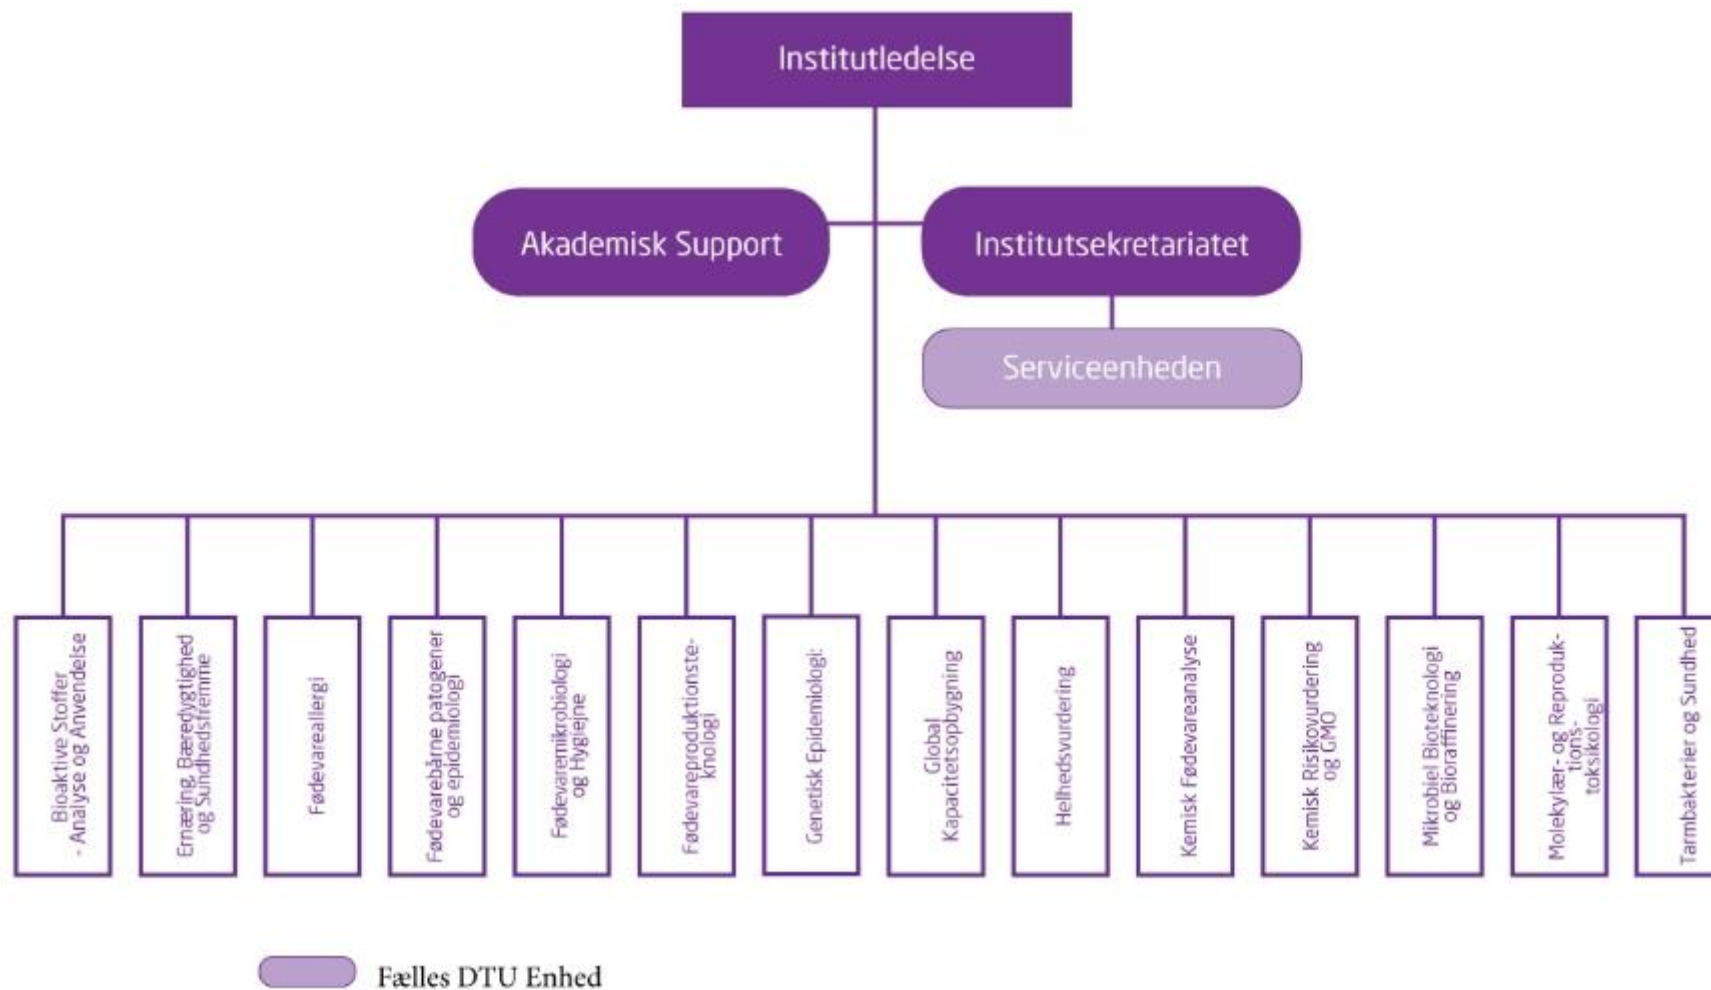 Institutledelse
Akademisk Support
Institutsekretariatet
Serviceenheden
Bioaktive Stoffer
- Analyse og Anvendelse
Ernæring, Bæredygtighed
og Sundhedsfremme
Fødevareallergi
Fødevarebårne patogener
og epidemiologi
Fødevaremikrobiologi
og Hygiejne
Fødevareproduktionste-
knologi
Genetisk Epidemiologi:
Global
Kapacitetsopbygning
Helhedsvurdering
Kemisk Fødevareanalyse
Kemisk Risikovurdering
og GMO
Mikrobiel Bioteknologi
og Bioraffinering
Molekylær- og Reproduk-
tions-
toksikologi
Tarmbakterier og Sundhed
Fælles DTU Enhed